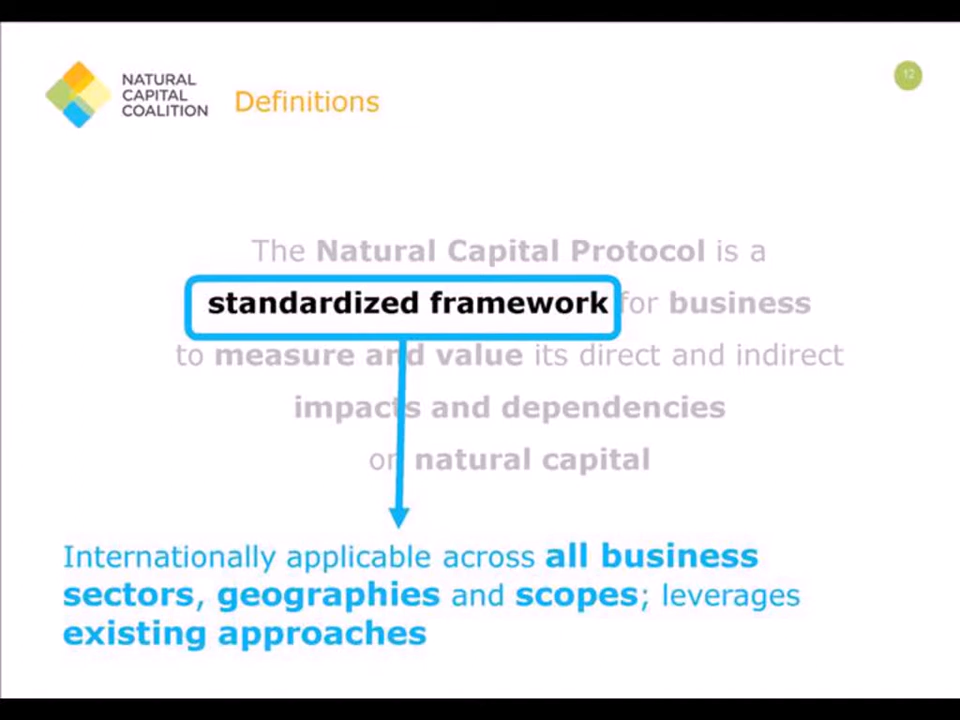 NATURAL
CAPITAL
COALITION
Definitions
12
The Natural Capital Protocol is a
standardized framework for business
to measure and value its direct and indirect
impacts and dependencies
on natural capital
Internationally applicable across all business
sectors, geographies and scopes; leverages
existing approaches